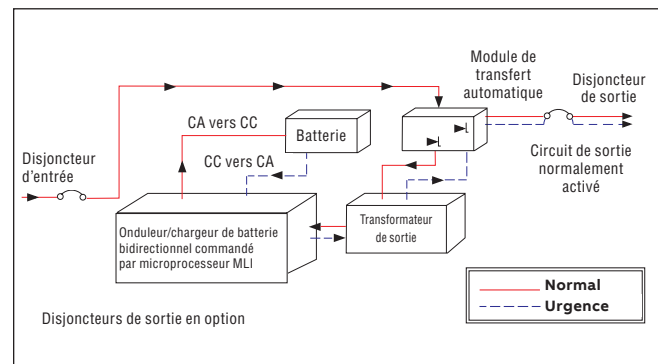 Module de
transfert
automatique
Disjoncteur
de sortie
CA vers CC
Batterie
CC vers CA
Disjoncteur
d'entrée
Circuit de sortie
normalement
activé
Onduleur/chargeur de batterie
bidirectionnel commandé
par microprocesseur MLI
Transformateur
de sortie
Normal
Urgence
Disjoncteurs de sortie en option